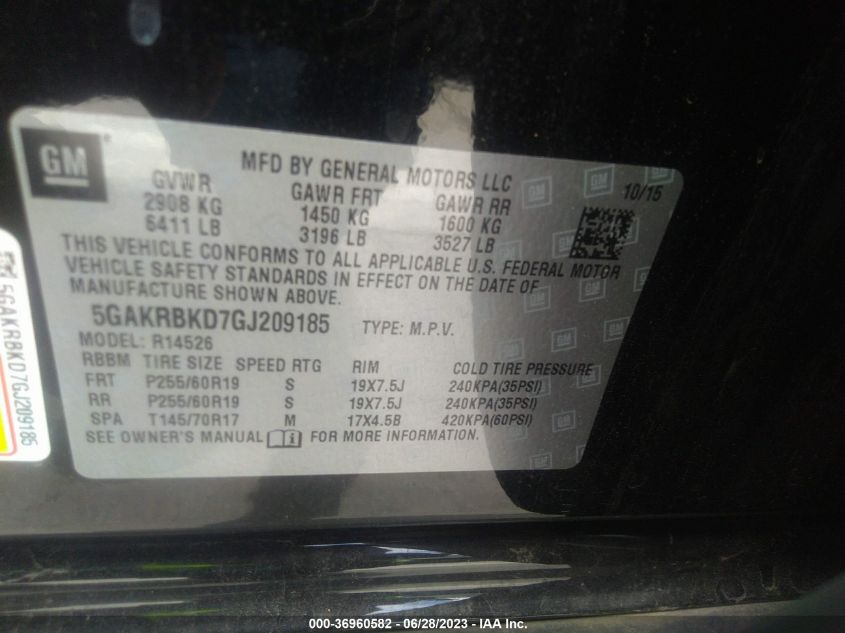 GM
MFD BY GENERAL MOTORS LLC
10/15
GVWR GAWR FRT GAWR RR
2908 KG 1450 KG 1600 KG
6411 LB 3196 LB 3527 LB
THIS VEHICLE CONFORMS TO ALL APPLICABLE U.S. FEDERAL MOTOR
VEHICLE SAFETY STANDARDS IN EFFECT ON THE DATE OF
MANUFACTURE SHOWN ABOVE.
5GAKRBKD7GJ209185 TYPE: M.P.V.
MODEL: R14526
RBBM TIRE SIZE SPEED RTG RIM COLD TIRE PRESSURE
FRT P255/60R19 S 19X7.5J 240KPA(35PSI)
RR P255/60R19 S 19X7.5J 240KPA(35PSI)
SPA T145/70R17 M 17X4.5B 420KPA(60PSI)
SEE OWNER'S MANUAL i FOR MORE INFORMATION.
5GAKRBKD7GJ209185
GM
GM
GM
000-36960582 - 06/28/2023 - IAA Inc.